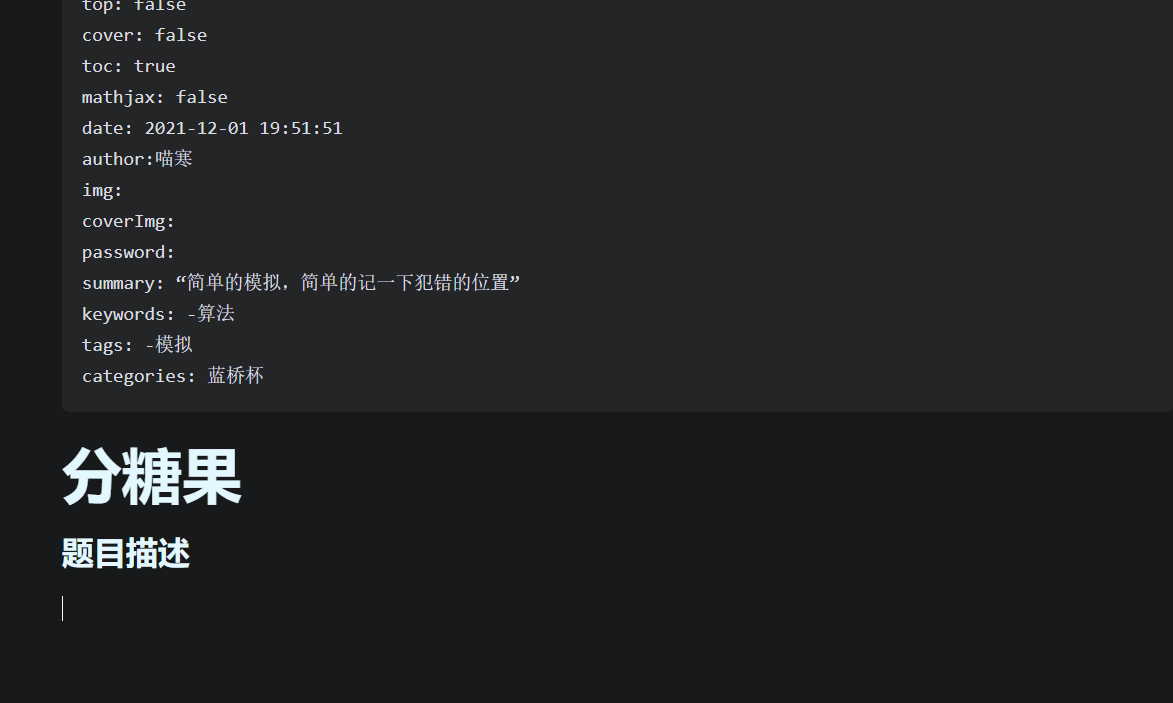 top: false
cover: false
toc: true
mathjax: false
date: 2021-12-01 19:51:51
author:喵寒
img:
coverImg:
password:
summary: “简单的模拟，简单的记一下犯错的位置”
keywords: -算法
tags: -模拟
categories: 蓝桥杯
分糖果
题目描述